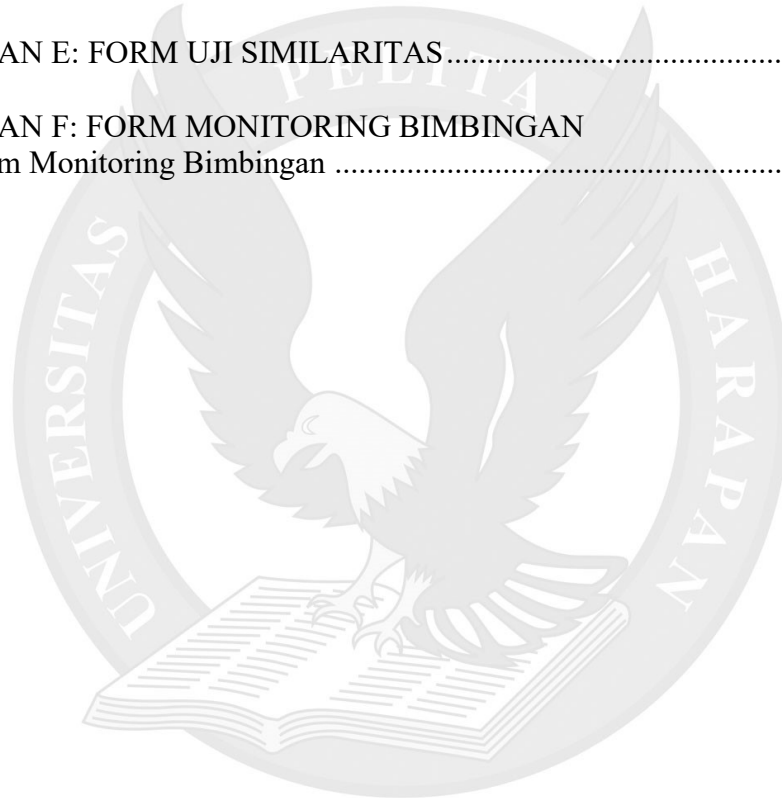 AN E: FORM UJI SIMILARITAS................................................
AN F: FORM MONITORING BIMBINGAN
m Monitoring Bimbingan ................................................................
UNIVERSITAS PELITA HARAPAN